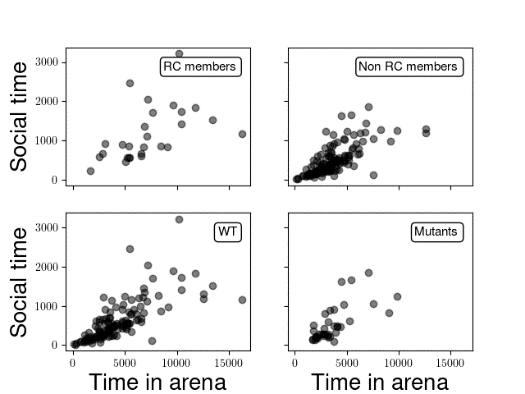 RC members
Non RC members
Social time
3000
2000
1000
0
WT
Mutants
Social time
3000
2000
1000
0
0 5000 10000 15000
0 5000 10000 15000
Time in arena
Time in arena